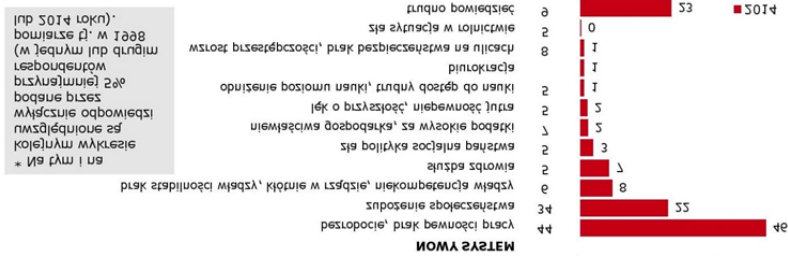 NOWY SYSTEM
bezrobocie, brak pewności pracy 44 46
zubożenie społeczeństwa 34 22
brak stabilności władzy, kłótnie w rządzie, niekompetencja władzy 6 8
służba zdrowia 5 7
zła polityka socjalna państwa 5 3
niewłaściwa gospodarka, za wysokie podatki 7 2
lęk o przyszłość, niepewność jutra 5 2
obniżenie poziomu nauki, trudny dostęp do nauki 5 1
biurokracja 1
wzrost przestępczości, brak bezpieczeństwa na ulicach 8 1
zła sytuacja w rolnictwie 5 0
trudno powiedzieć 9 23
2014
* Na tym i na
kolejnym wykresie
uwzględnione są
wyłącznie odpowiedzi
podane przez
przynajmniej 5%
respondentów
(w jednym lub drugim
pomiarze tj. w 1998
lub 2014 roku).